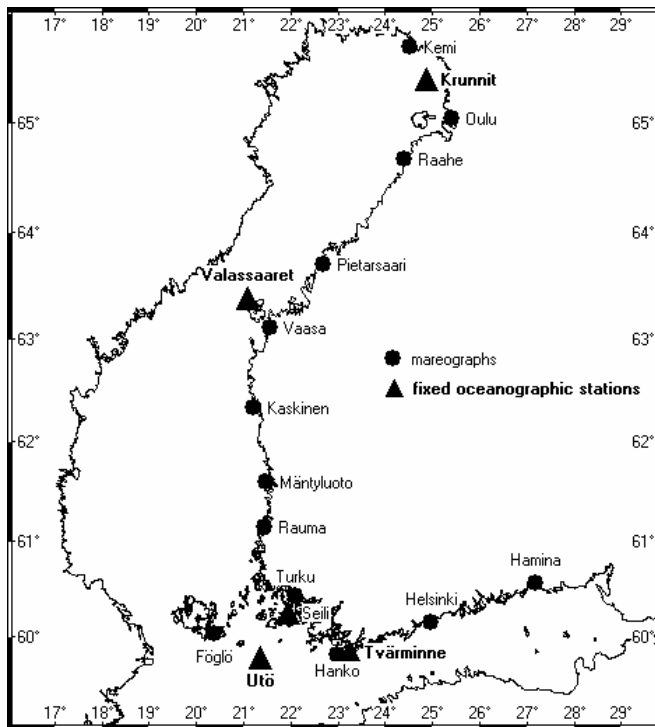 17° 18° 19° 20° 21° 22° 23° 24° 25° 26° 27° 28° 29°
Kemi
Krunnit
65° Oulu 65°
Raahe
64° 64°
Pietarsaari
Valassaaret
Vaasa
63° 63°
mareographs
fixed oceanographic stations
Kaskinen
62° 62°
Mäntyluoto
Rauma
61° 61°
Hamina
Turku
Helsinki
Seili
60° 60°
Föglö
Hanko
Tvärminne
Utö
17° 18° 19° 20° 21° 22° 23° 24° 25° 26° 27° 28° 29°